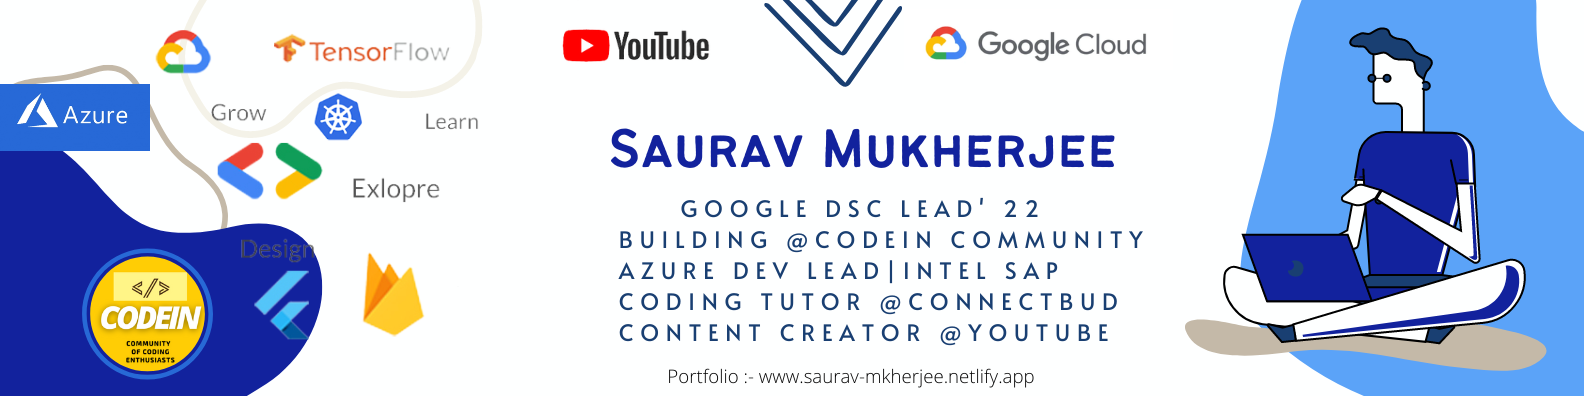 TensorFlow
Azure
Grow
Learn
Exlopre
Design
</>
CODEIN
COMMUNITY
OF CODING
ENTHUSIASTS
YouTube
Google Cloud
SAURAV MUKHERJEE
GOOGLE DSC LEAD' 22
BUILDING @CODEIN COMMUNITY
AZURE DEV LEAD|INTEL SAP
CODING TUTOR @CONNECTBUD
CONTENT CREATOR @YOUTUBE
Portfolio :- www.saurav-mkherjee.netlify.app